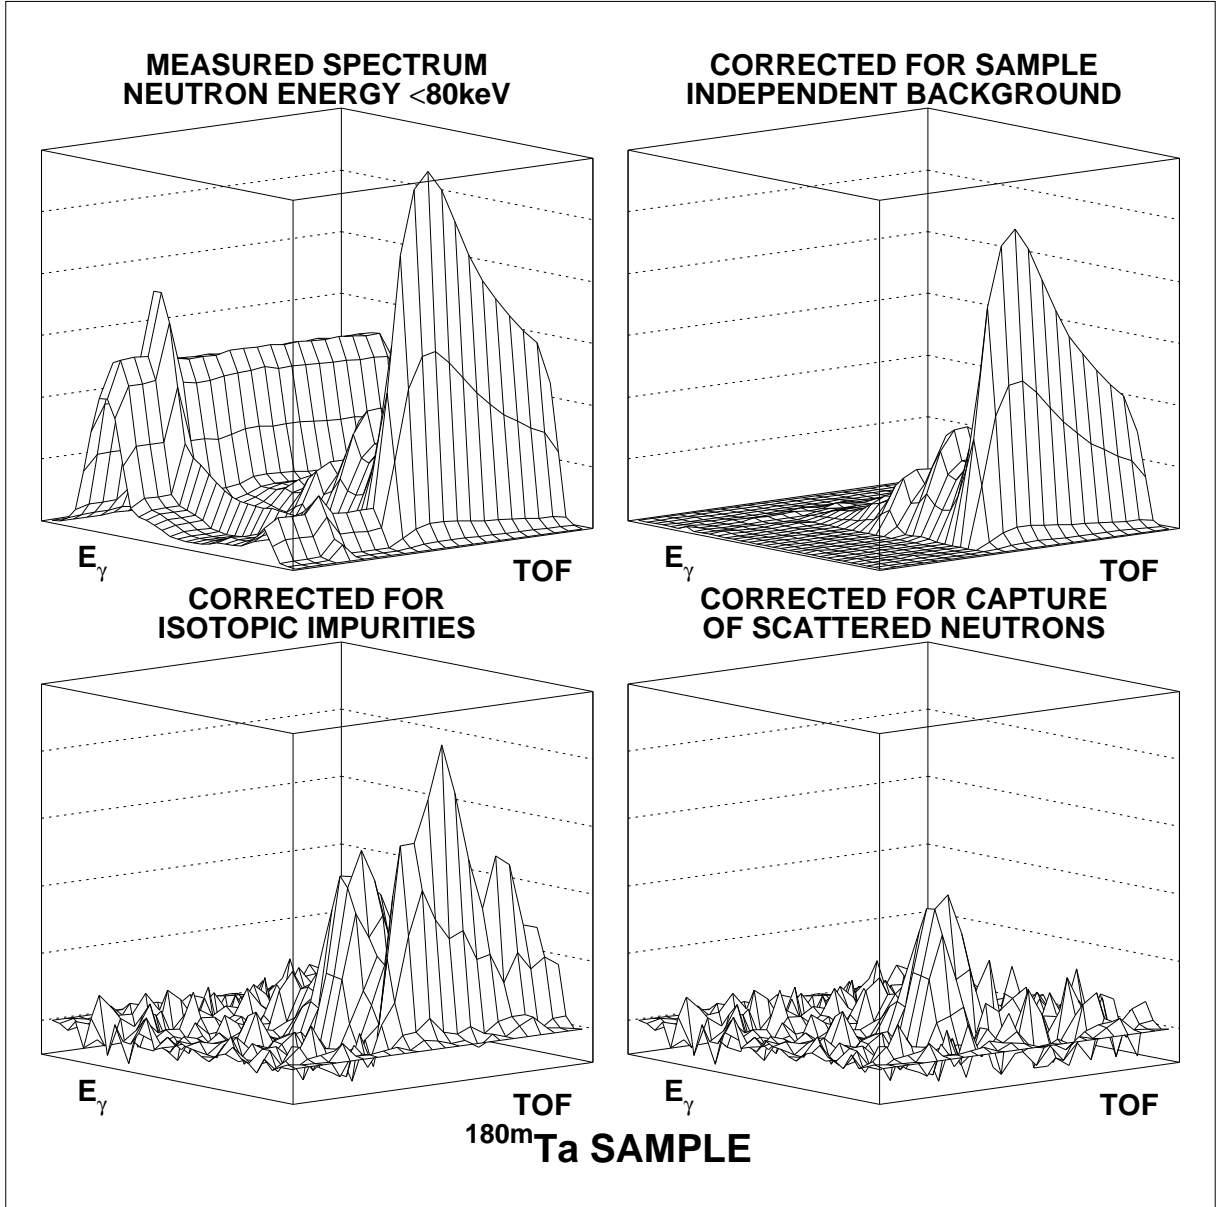 MEASURED SPECTRUM
NEUTRON ENERGY <80keV
CORRECTED FOR SAMPLE
INDEPENDENT BACKGROUND
Eγ
TOF
Eγ
TOF
CORRECTED FOR
ISOTOPIC IMPURITIES
CORRECTED FOR CAPTURE
OF SCATTERED NEUTRONS
Eγ
TOF
Eγ
TOF
180mTa SAMPLE